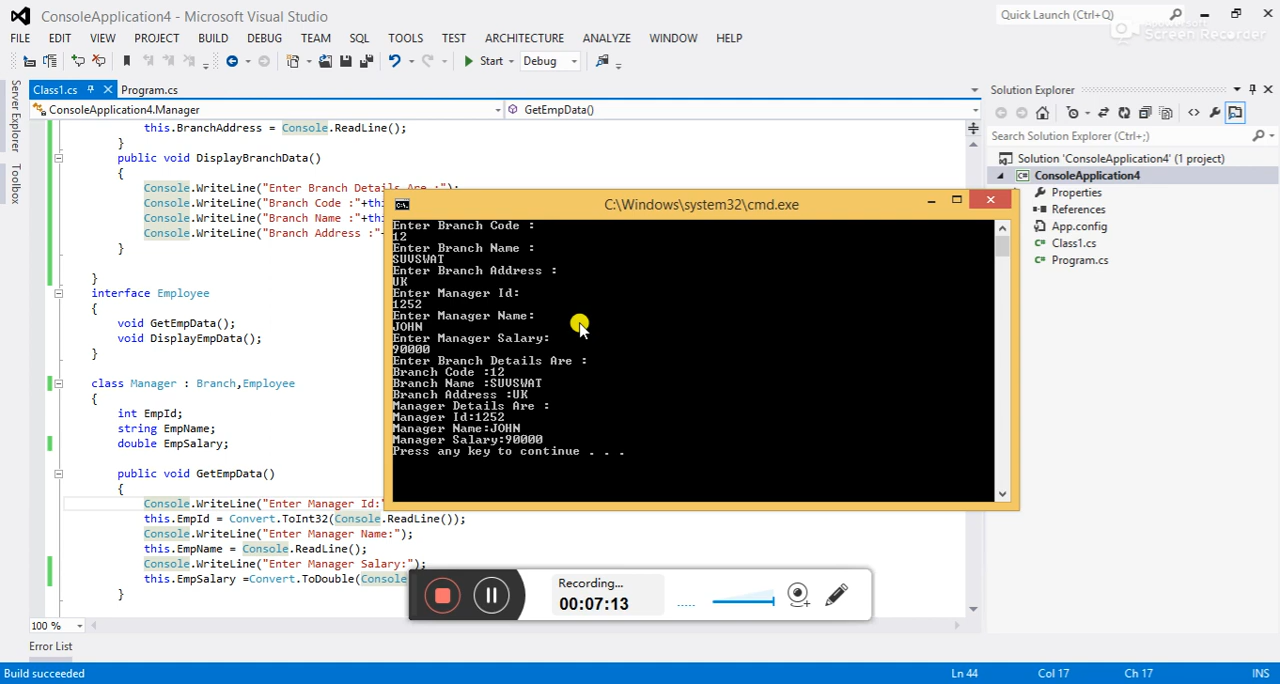 ConsoleApplication4 - Microsoft Visual Studio
Quick Launch (Ctrl+Q)
Screen Recorder
FILE EDIT VIEW PROJECT BUILD DEBUG TEAM SQL TOOLS TEST ARCHITECTURE ANALYZE WINDOW HELP
Start Debug
Server Explorer
Toolbox
Class1.cs Program.cs
ConsoleApplication4.Manager GetEmpData()
this.BranchAddress = Console.ReadLine();
}
public void DisplayBranchData()
{
Console.WriteLine("Enter Branch Details Are :");
Console.WriteLine("Branch Code :"+thi
Console.WriteLine("Branch Name :"+thi
Console.WriteLine("Branch Address :"+
}
}
interface Employee
{
void GetEmpData();
void DisplayEmpData();
}
class Manager : Branch,Employee
{
int EmpId;
string EmpName;
double EmpSalary;
public void GetEmpData()
{
Console.WriteLine("Enter Manager Id:"
this.EmpId = Convert.ToInt32(Console.ReadLine());
Console.WriteLine("Enter Manager Name:");
this.EmpName = Console.ReadLine();
Console.WriteLine("Enter Manager Salary:");
this.EmpSalary =Convert.ToDouble(Console
}
C:\Windows\system32\cmd.exe
Enter Branch Code :
12
Enter Branch Name :
SUVSWAT
Enter Branch Address :
UK
Enter Manager Id:
1252
Enter Manager Name:
JOHN
Enter Manager Salary:
90000
Enter Branch Details Are :
Branch Code :12
Branch Name :SUVSWAT
Branch Address :UK
Manager Details Are :
Manager Id:1252
Manager Name:JOHN
Manager Salary:90000
Press any key to continue . . .
Solution Explorer
Search Solution Explorer (Ctrl+;)
Solution 'ConsoleApplication4' (1 project)
ConsoleApplication4
Properties
References
App.config
Class1.cs
Program.cs
Recording...
00:07:13
100 %
Error List
Build succeeded Ln 44 Col 17 Ch 17 INS